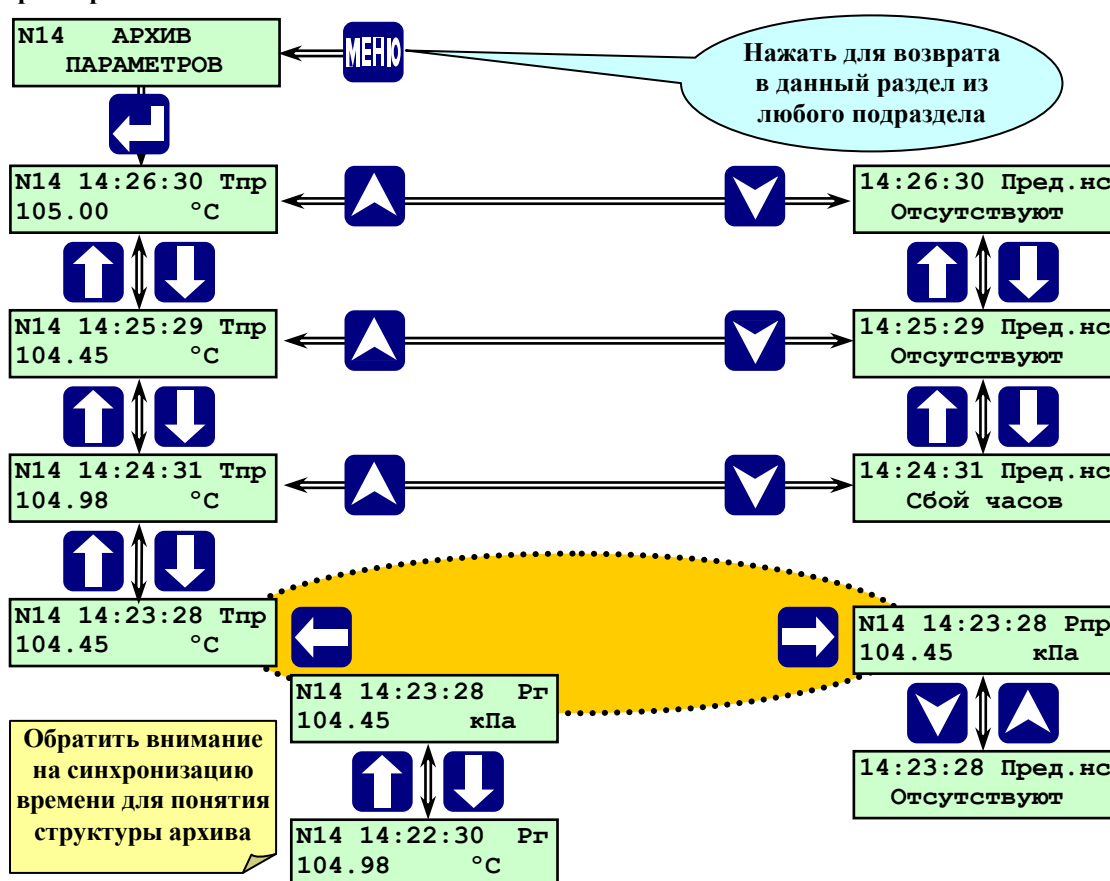 N14 АРХИВ
ПАРАМЕТРОВ
МЕНЮ
Нажать для возврата
в данный раздел из
любого подраздела
N14 14:26:30 Тпр
105.00 °С
14:26:30 Пред.нс
Отсутствуют
N14 14:25:29 Тпр
104.45 °С
14:25:29 Пред.нс
Отсутствуют
N14 14:24:31 Тпр
104.98 °С
14:24:31 Пред.нс
Сбой часов
N14 14:23:28 Тпр
104.45 °С
N14 14:23:28 Рпр
104.45 кПа
N14 14:23:28 Рг
104.45 кПа
Обратить внимание
на синхронизацию
времени для понятия
структуры архива
14:23:28 Пред.нс
Отсутствуют
N14 14:22:30 Рг
104.98 °С